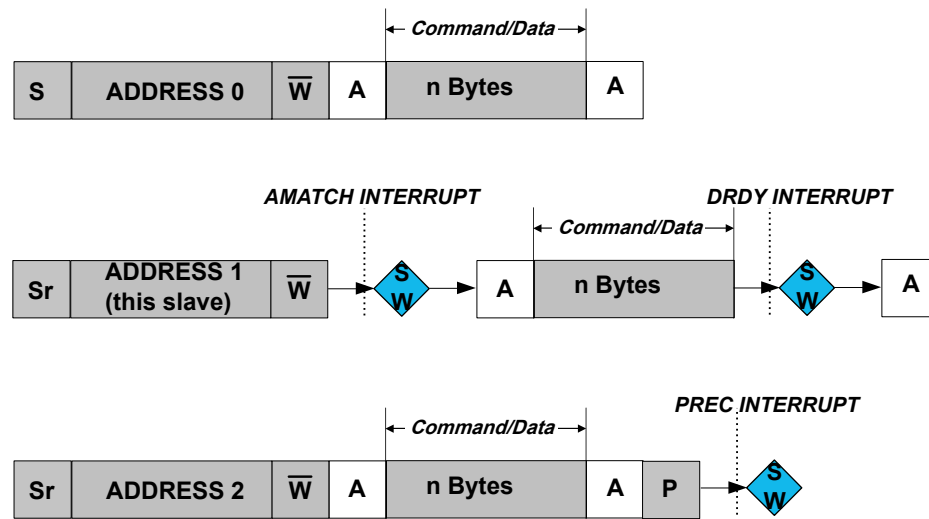 Command/Data
S ADDRESS 0 W A n Bytes A
AMATCH INTERRUPT DRDY INTERRUPT
Command/Data
Sr ADDRESS 1 (this slave) W S W A n Bytes S W A
PREC INTERRUPT
Command/Data
Sr ADDRESS 2 W A n Bytes A P S W